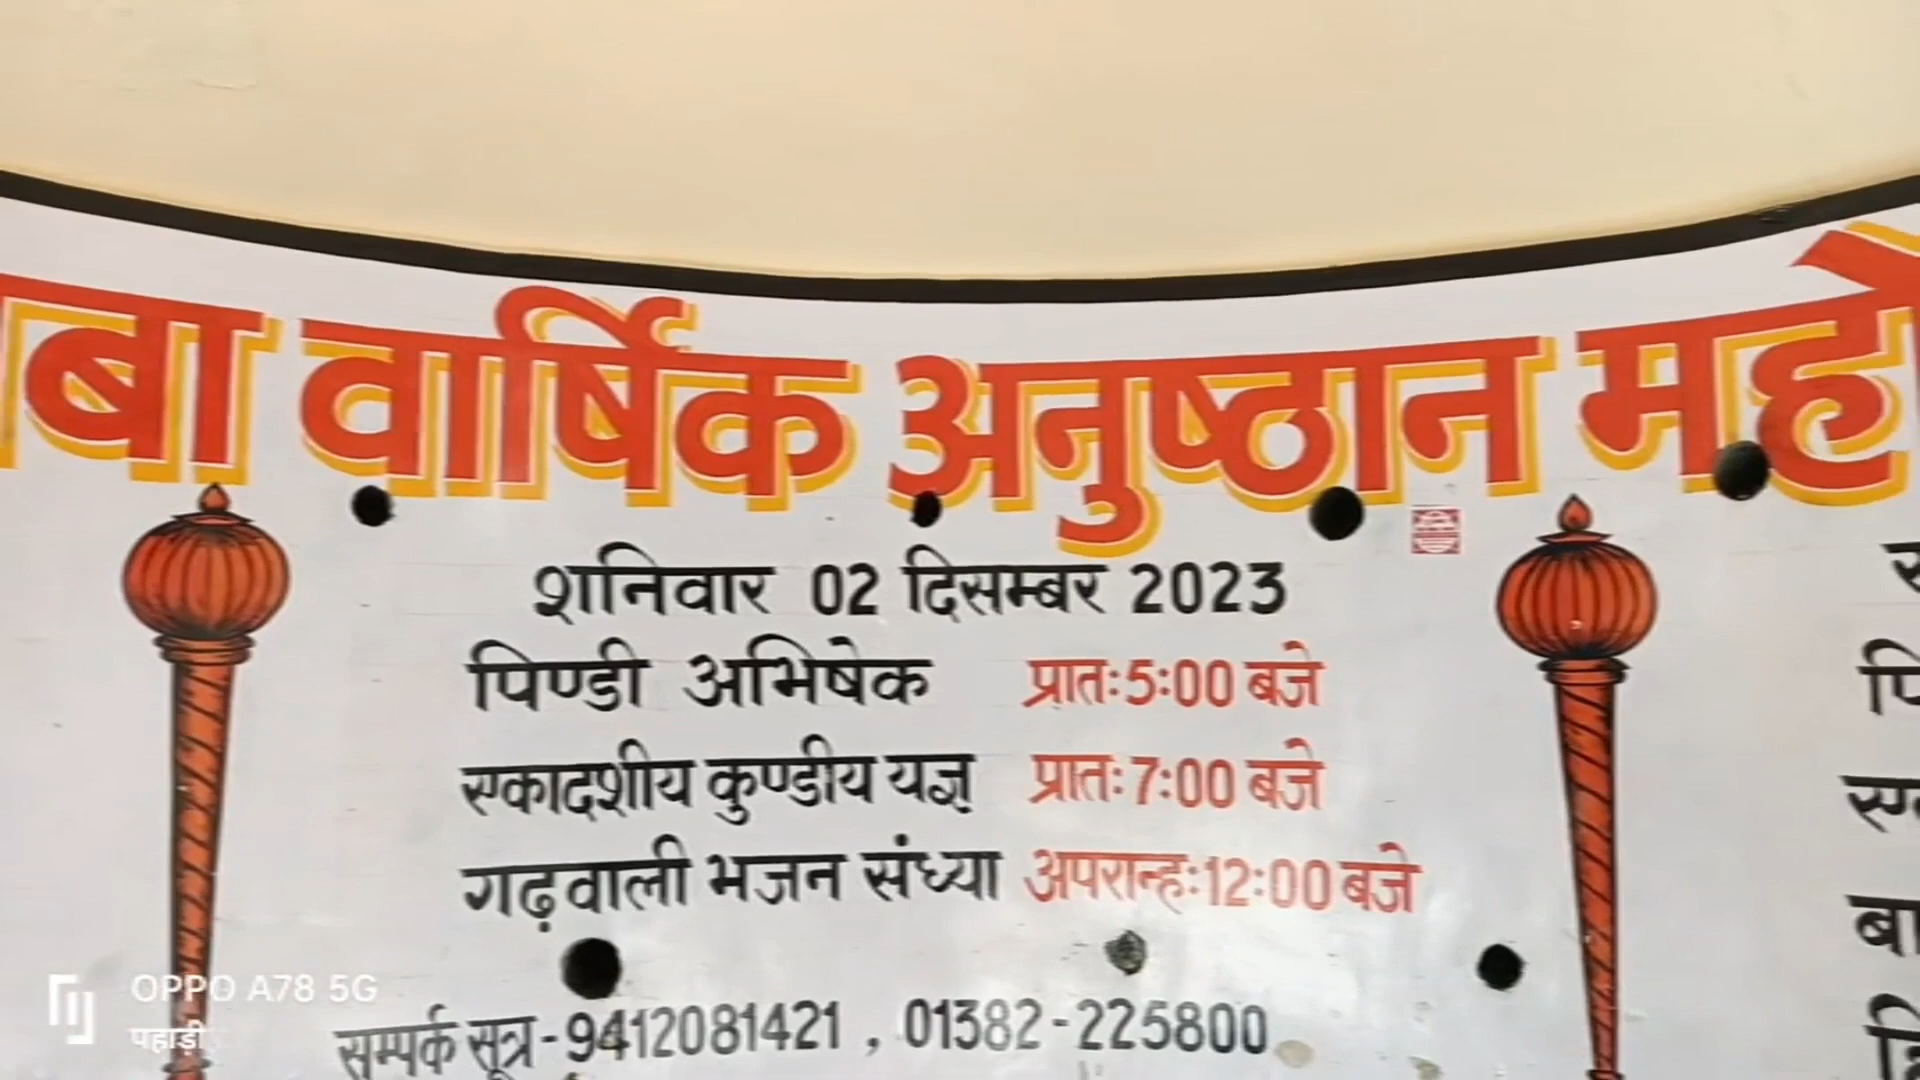 बा वार्षिक अनुष्ठान
शनिवार 02 दिसम्बर 2023
पिण्डी अभिषेक प्रातः 5:00 बजे
एकादशीय कुण्डीय यज्ञ प्रातः 7:00 बजे
गढ़वाली भजन संध्या अपरान्हः 12:00 बजे
सम्पर्क सूत्र - 9412081421 , 01382-225800
OPPO A78 5G
पहाड़ी